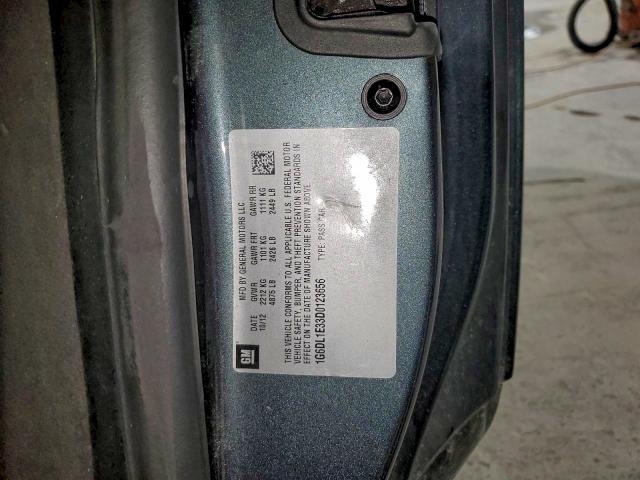 GM
MFD BY GENERAL MOTORS LLC
DATE GVWR GAWR FRT GAWR RR
10/12 2212 KG 1101 KG 1111 KG
4875 LB 2426 LB 2449 LB
THIS VEHICLE CONFORMS TO ALL APPLICABLE U.S. FEDERAL MOTOR
VEHICLE SAFETY, BUMPER, AND THEFT PREVENTION STANDARDS IN
EFFECT ON THE DATE OF MANUFACTURE SHOWN ABOVE.
1G6DL1E33D0123656 TYPE: PASS CAR